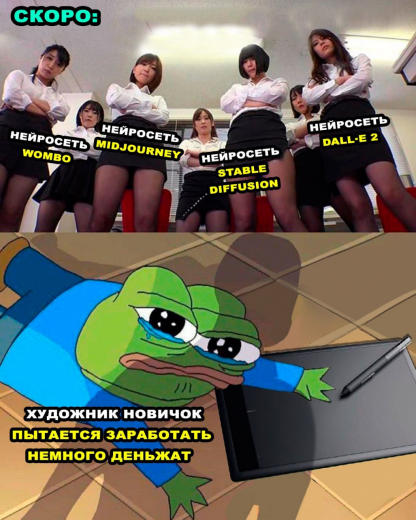 СКОРО:
НЕЙРОСЕТЬ
WOMBO
НЕЙРОСЕТЬ
MIDJOURNEY
НЕЙРОСЕТЬ
STABLE
DIFFUSION
НЕЙРОСЕТЬ
DALL-E 2
ХУДОЖНИК НОВИЧОК
ПЫТАЕТСЯ ЗАРАБОТАТЬ
НЕМНОГО ДЕНЬЖАТ